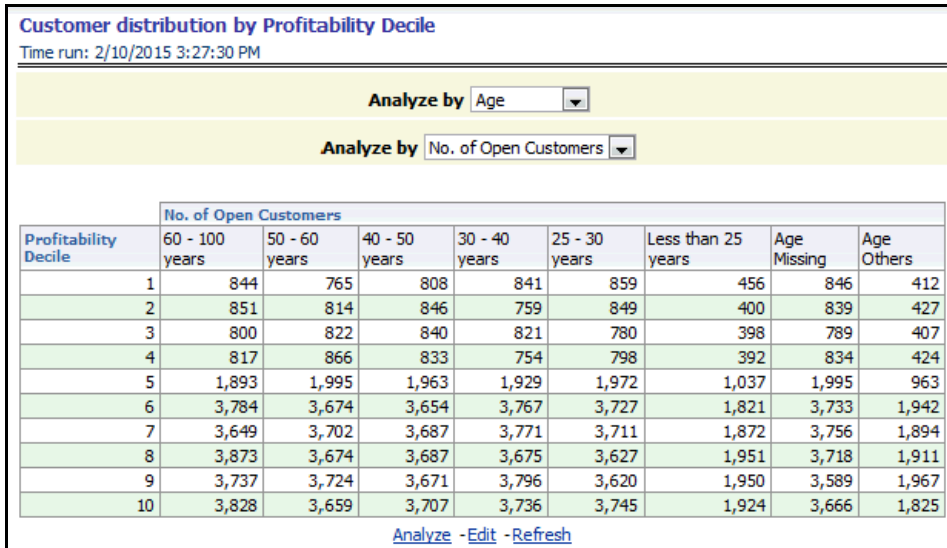 Customer distribution by Profitability Decile
Time run: 2/10/2015 3:27:30 PM
Analyze by Age
Analyze by No. of Open Customers
No. of Open Customers
Profitability Decile 60 - 100 years 50 - 60 years 40 - 50 years 30 - 40 years 25 - 30 years Less than 25 years Age Missing Age Others
1 844 765 808 841 859 456 846 412
2 851 814 846 759 849 400 839 427
3 800 822 840 821 780 398 789 407
4 817 866 833 754 798 392 834 424
5 1,893 1,995 1,963 1,929 1,972 1,037 1,995 963
6 3,784 3,674 3,654 3,767 3,727 1,821 3,733 1,942
7 3,649 3,702 3,687 3,771 3,711 1,872 3,756 1,894
8 3,873 3,674 3,687 3,675 3,627 1,951 3,718 1,911
9 3,737 3,724 3,671 3,796 3,620 1,950 3,589 1,967
10 3,828 3,659 3,707 3,736 3,745 1,924 3,666 1,825
Analyze - Edit - Refresh